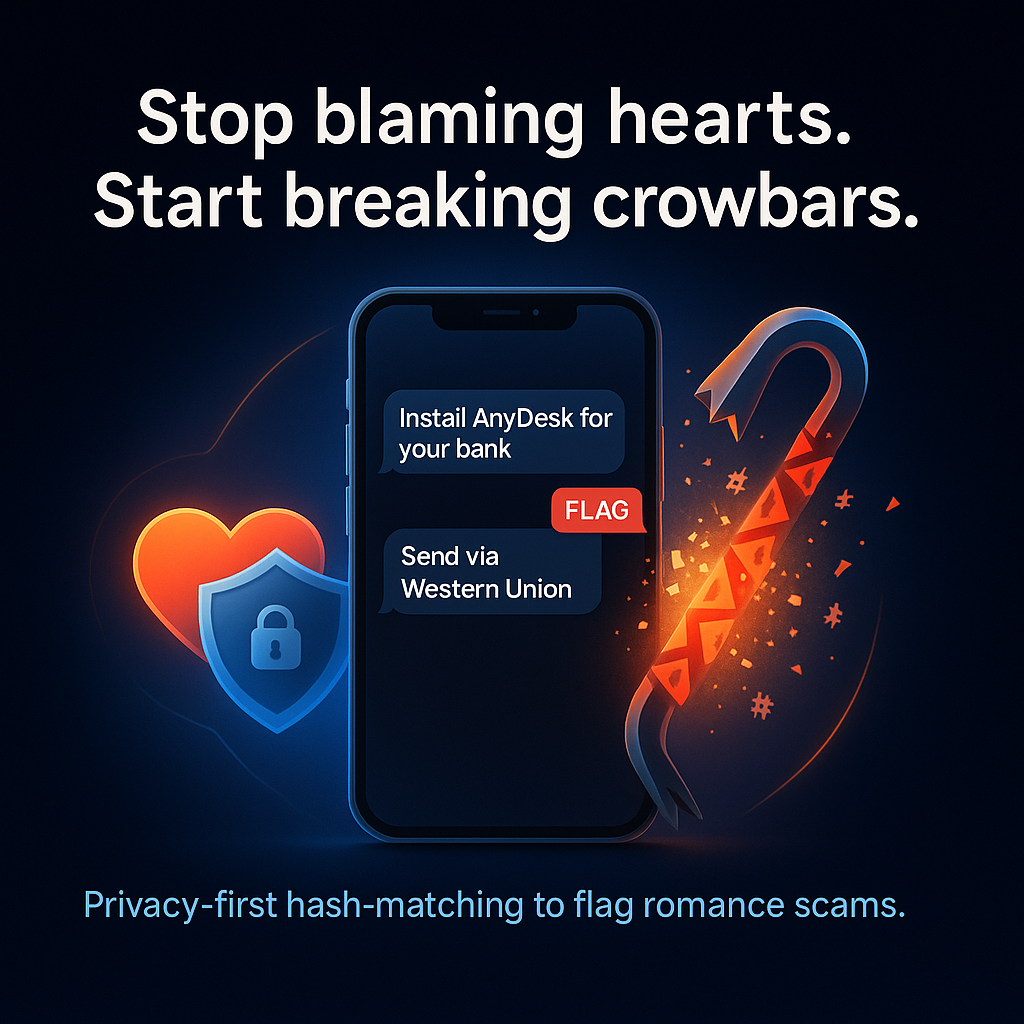 Stop blaming hearts.
Start breaking crowbars.
Instail AnyDesk for
your bank
FLAG
Send via
Western Union
Privacy-first hash-matching to flag romance scams.